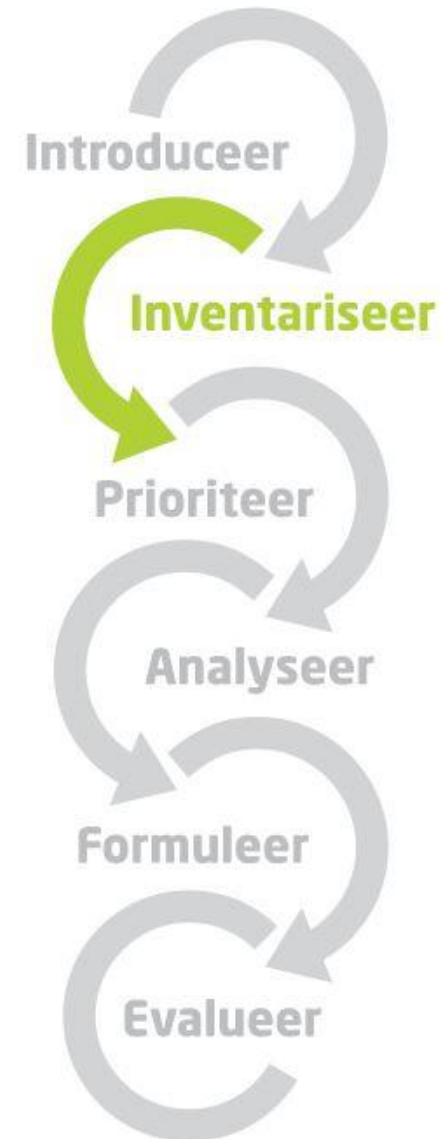 Introduceer
Inventariseer
Prioriteer
Analyseer
Formuleer
Evalueer